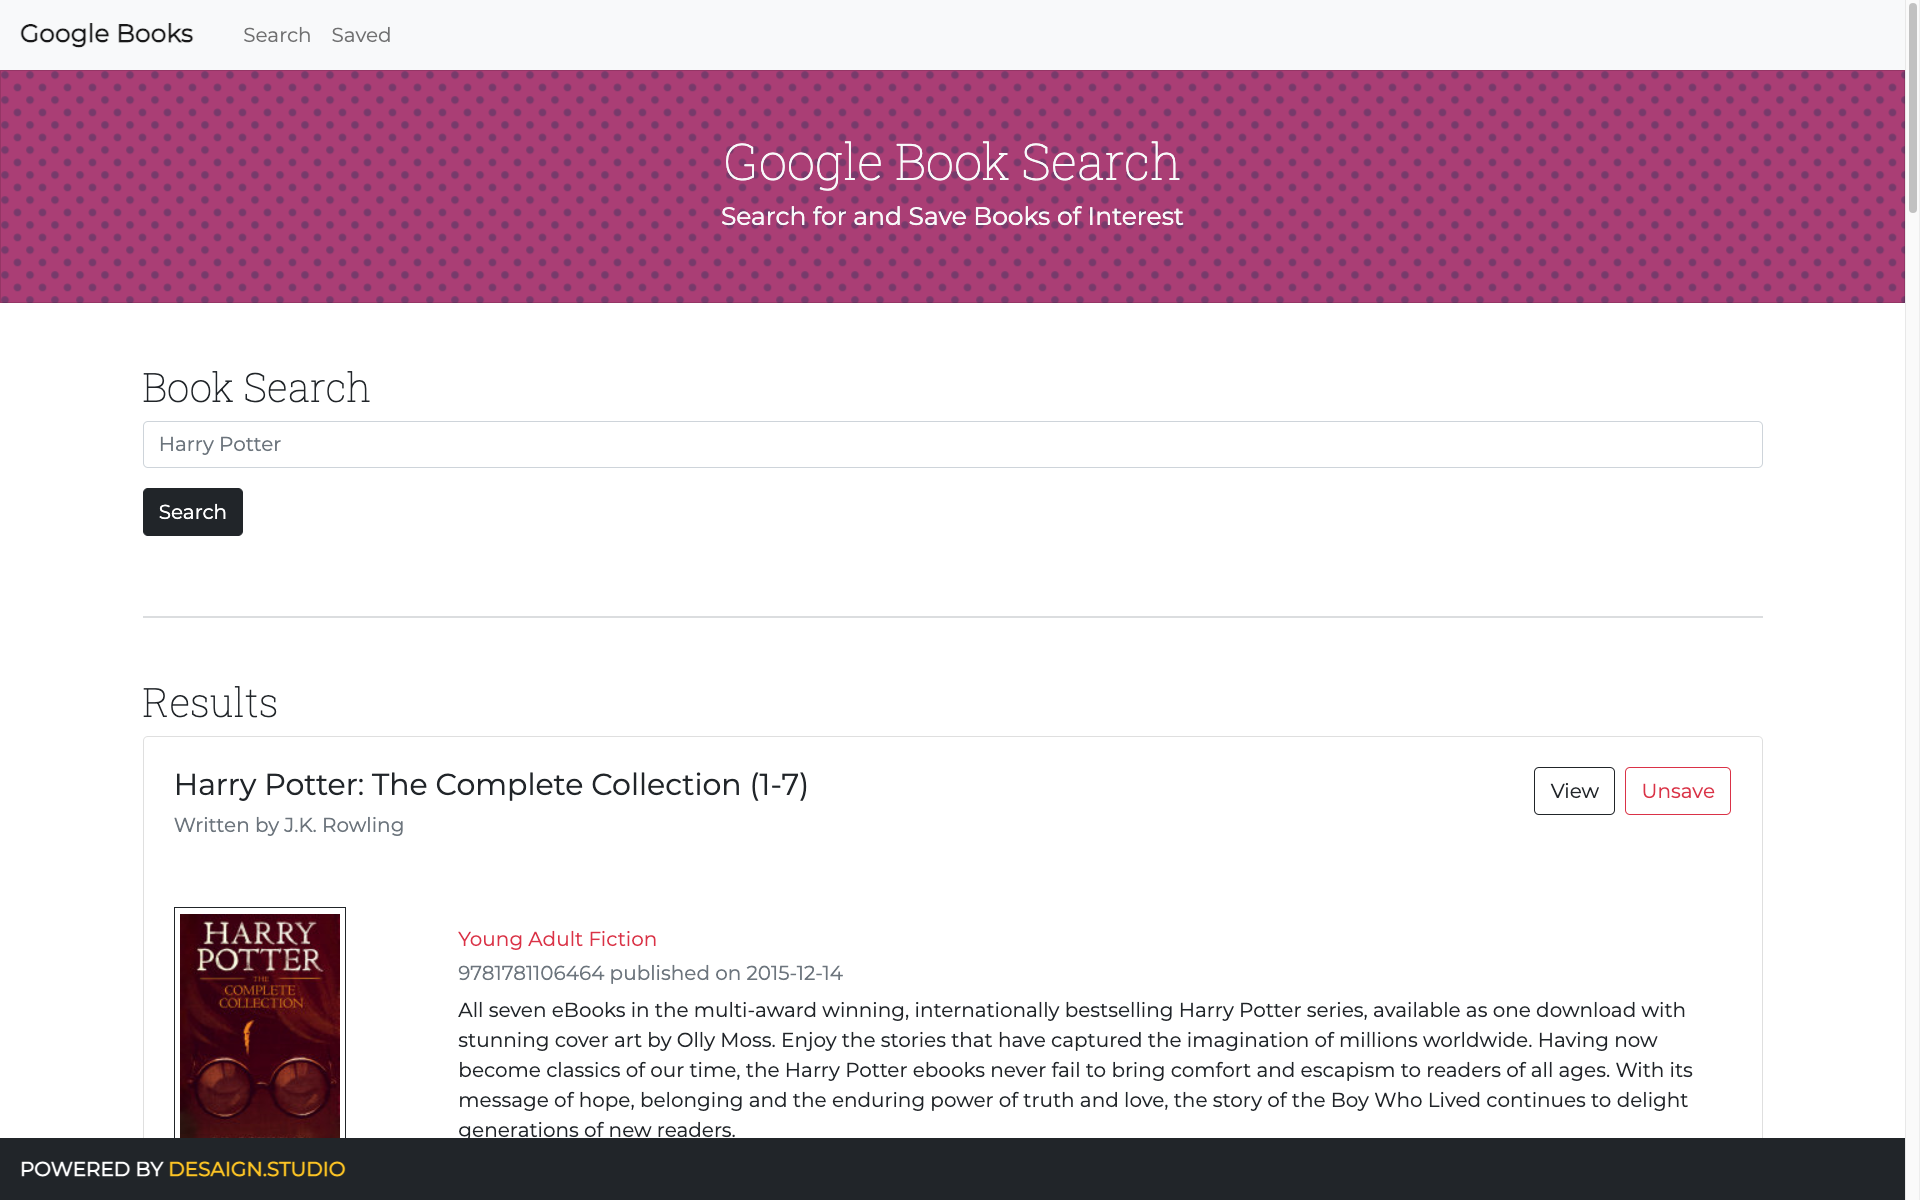 Google Books Search Saved
Google Book Search
Search for and Save Books of Interest
Book Search
Harry Potter
Search
Results
Harry Potter: The Complete Collection (1-7)
View Unsave
Written by J.K. Rowling
HARRY
POTTER
THE
COMPLETE
COLLECTION
Young Adult Fiction
9781781106464 published on 2015-12-14
All seven eBooks in the multi-award winning, internationally bestselling Harry Potter series, available as one download with
stunning cover art by Olly Moss. Enjoy the stories that have captured the imagination of millions worldwide. Having now
become classics of our time, the Harry Potter ebooks never fail to bring comfort and escapism to readers of all ages. With its
message of hope, belonging and the enduring power of truth and love, the story of the Boy Who Lived continues to delight
generations of new readers.
POWERED BY DESAIGN.STUDIO